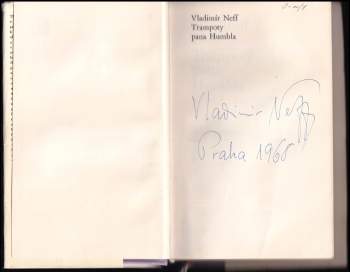 Vladimír Neff
Trampoty
pana Humbla
Vladimír Neff
Praha 1968